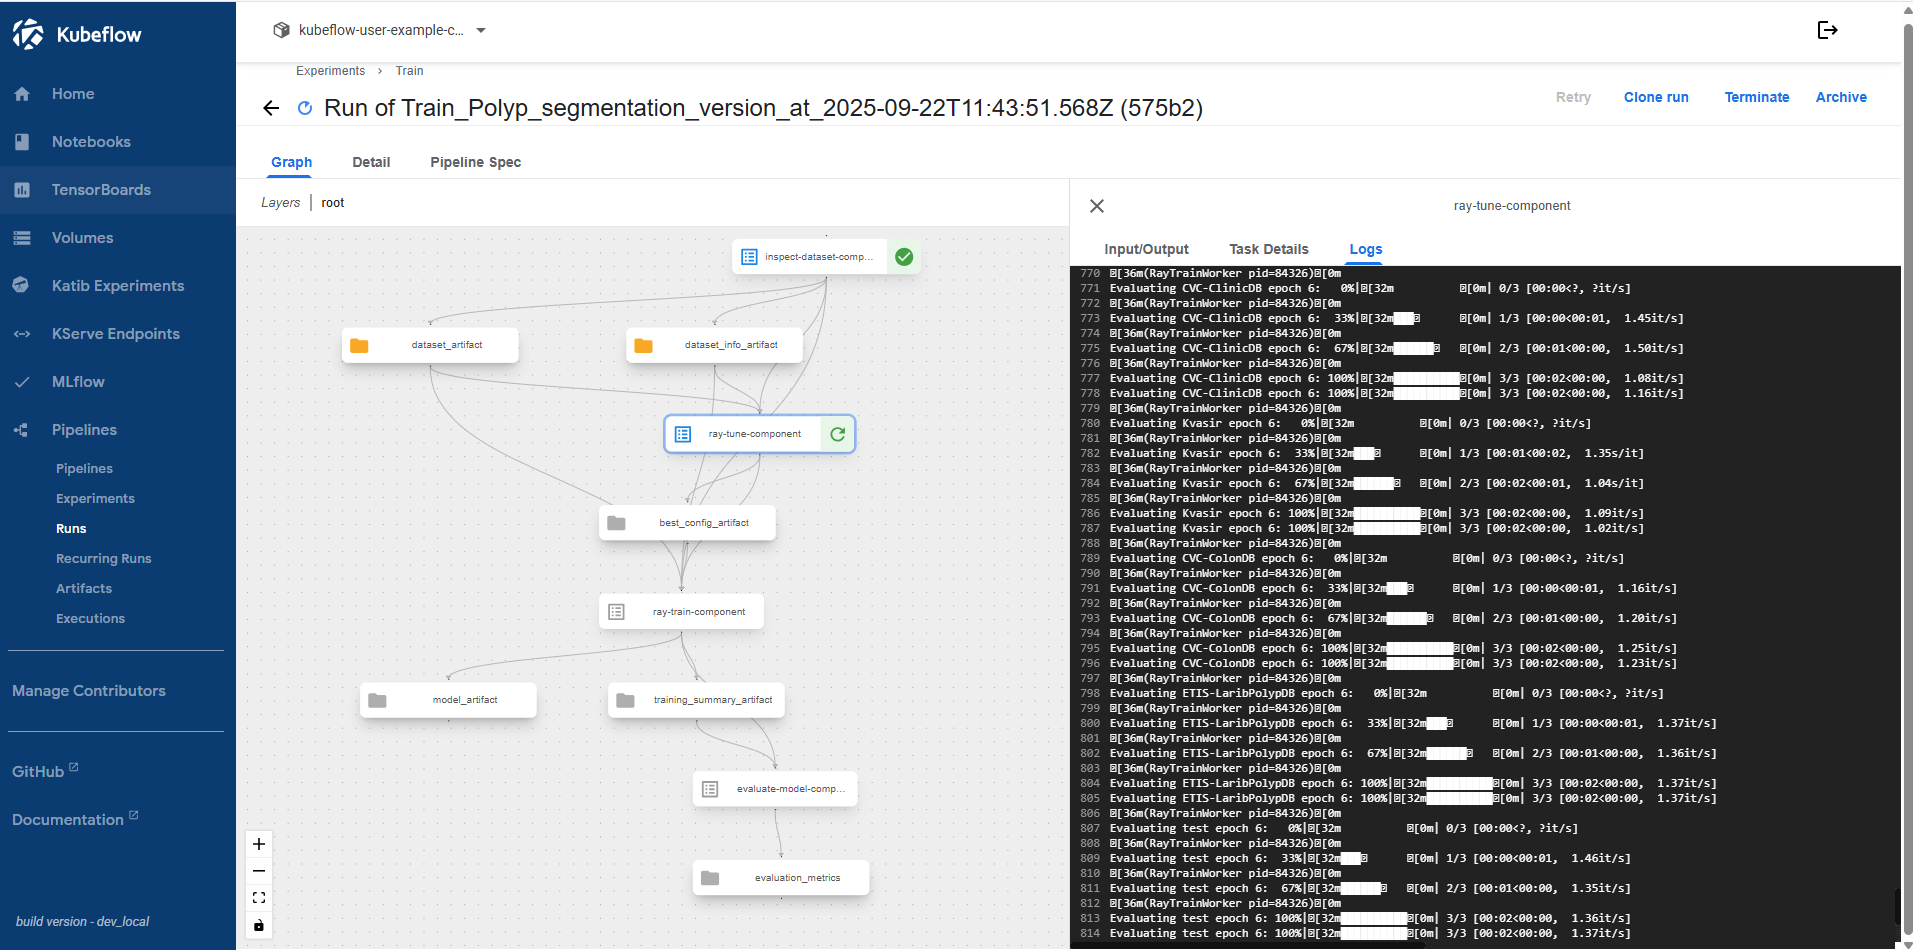 Kubeflow
Home
Notebooks
TensorBoards
Volumes
Katib Experiments
KServe Endpoints
MLflow
Pipelines
Pipelines
Experiments
Runs
Recurring Runs
Artifacts
Executions
Manage Contributors
GitHub
Documentation
build version - dev_local
kubeflow-user-example-c...
Experiments > Train
Run of Train_Polyp_segmentation_version_at_2025-09-22T11:43:51.568Z (575b2)
Retry Clone run Terminate Archive
Graph Detail Pipeline Spec
Layers | root
inspect-dataset-comp...
dataset_artifact
dataset_info_artifact
ray-tune-component
best_config_artifact
ray-train-component
model_artifact
training_summary_artifact
evaluate-model-comp...
evaluation_metrics
ray-tune-component
Input/Output Task Details Logs
770 [36m(RayTrainWorker pid=84326)[0m
771 Evaluating CVC-ClinicDB epoch 6:   0%|[32m          [0m| 0/3 [00:00<?, ?it/s]
772 [36m(RayTrainWorker pid=84326)[0m
773 Evaluating CVC-ClinicDB epoch 6:  33%|[32m███      [0m| 1/3 [00:00<00:01,  1.45it/s]
774 [36m(RayTrainWorker pid=84326)[0m
775 Evaluating CVC-ClinicDB epoch 6:  67%|[32m██████   [0m| 2/3 [00:01<00:00,  1.50it/s]
776 [36m(RayTrainWorker pid=84326)[0m
777 Evaluating CVC-ClinicDB epoch 6: 100%|[32m██████████[0m| 3/3 [00:02<00:00,  1.08it/s]
778 Evaluating CVC-ClinicDB epoch 6: 100%|[32m██████████[0m| 3/3 [00:02<00:00,  1.16it/s]
779 [36m(RayTrainWorker pid=84326)[0m
780 Evaluating Kvasir epoch 6:   0%|[32m          [0m| 0/3 [00:00<?, ?it/s]
781 [36m(RayTrainWorker pid=84326)[0m
782 Evaluating Kvasir epoch 6:  33%|[32m███      [0m| 1/3 [00:01<00:02,  1.35s/it]
783 [36m(RayTrainWorker pid=84326)[0m
784 Evaluating Kvasir epoch 6:  67%|[32m██████   [0m| 2/3 [00:02<00:01,  1.04s/it]
785 [36m(RayTrainWorker pid=84326)[0m
786 Evaluating Kvasir epoch 6: 100%|[32m██████████[0m| 3/3 [00:02<00:00,  1.09it/s]
787 Evaluating Kvasir epoch 6: 100%|[32m██████████[0m| 3/3 [00:02<00:00,  1.02it/s]
788 [36m(RayTrainWorker pid=84326)[0m
789 Evaluating CVC-ColonDB epoch 6:   0%|[32m          [0m| 0/3 [00:00<?, ?it/s]
790 [36m(RayTrainWorker pid=84326)[0m
791 Evaluating CVC-ColonDB epoch 6:  33%|[32m███      [0m| 1/3 [00:00<00:01,  1.16it/s]
792 [36m(RayTrainWorker pid=84326)[0m
793 Evaluating CVC-ColonDB epoch 6:  67%|[32m██████   [0m| 2/3 [00:01<00:00,  1.20it/s]
794 [36m(RayTrainWorker pid=84326)[0m
795 Evaluating CVC-ColonDB epoch 6: 100%|[32m██████████[0m| 3/3 [00:02<00:00,  1.25it/s]
796 Evaluating CVC-ColonDB epoch 6: 100%|[32m██████████[0m| 3/3 [00:02<00:00,  1.23it/s]
797 [36m(RayTrainWorker pid=84326)[0m
798 Evaluating ETIS-LaribPolypDB epoch 6:   0%|[32m          [0m| 0/3 [00:00<?, ?it/s]
799 [36m(RayTrainWorker pid=84326)[0m
800 Evaluating ETIS-LaribPolypDB epoch 6:  33%|[32m███      [0m| 1/3 [00:00<00:01,  1.37it/s]
801 [36m(RayTrainWorker pid=84326)[0m
802 Evaluating ETIS-LaribPolypDB epoch 6:  67%|[32m██████   [0m| 2/3 [00:01<00:00,  1.36it/s]
803 [36m(RayTrainWorker pid=84326)[0m
804 Evaluating ETIS-LaribPolypDB epoch 6: 100%|[32m██████████[0m| 3/3 [00:02<00:00,  1.37it/s]
805 Evaluating ETIS-LaribPolypDB epoch 6: 100%|[32m██████████[0m| 3/3 [00:02<00:00,  1.37it/s]
806 [36m(RayTrainWorker pid=84326)[0m
807 Evaluating test epoch 6:   0%|[32m          [0m| 0/3 [00:00<?, ?it/s]
808 [36m(RayTrainWorker pid=84326)[0m
809 Evaluating test epoch 6:  33%|[32m███      [0m| 1/3 [00:00<00:01,  1.46it/s]
810 [36m(RayTrainWorker pid=84326)[0m
811 Evaluating test epoch 6:  67%|[32m██████   [0m| 2/3 [00:01<00:00,  1.35it/s]
812 [36m(RayTrainWorker pid=84326)[0m
813 Evaluating test epoch 6: 100%|[32m██████████[0m| 3/3 [00:02<00:00,  1.36it/s]
814 Evaluating test epoch 6: 100%|[32m██████████[0m| 3/3 [00:02<00:00,  1.37it/s]